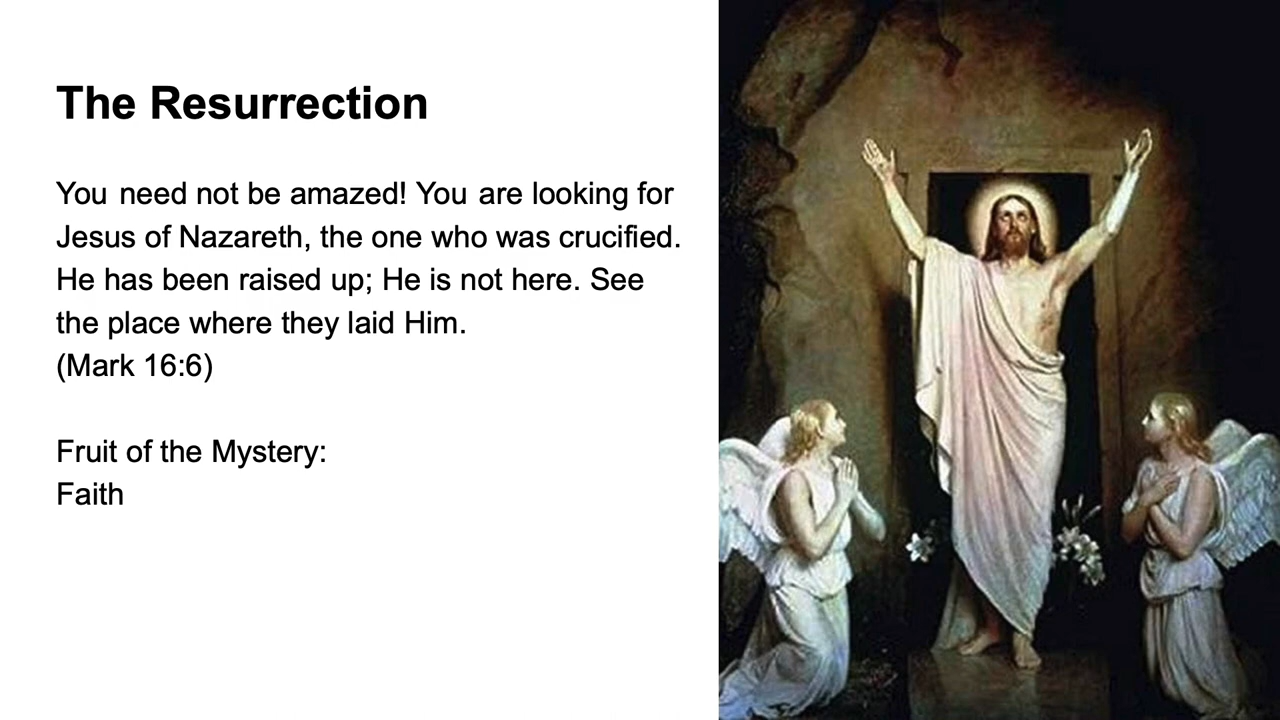 The Resurrection
You need not be amazed! You are looking for
Jesus of Nazareth, the one who was crucified.
He has been raised up; He is not here. See
the place where they laid Him.
(Mark 16:6)
Fruit of the Mystery:
Faith